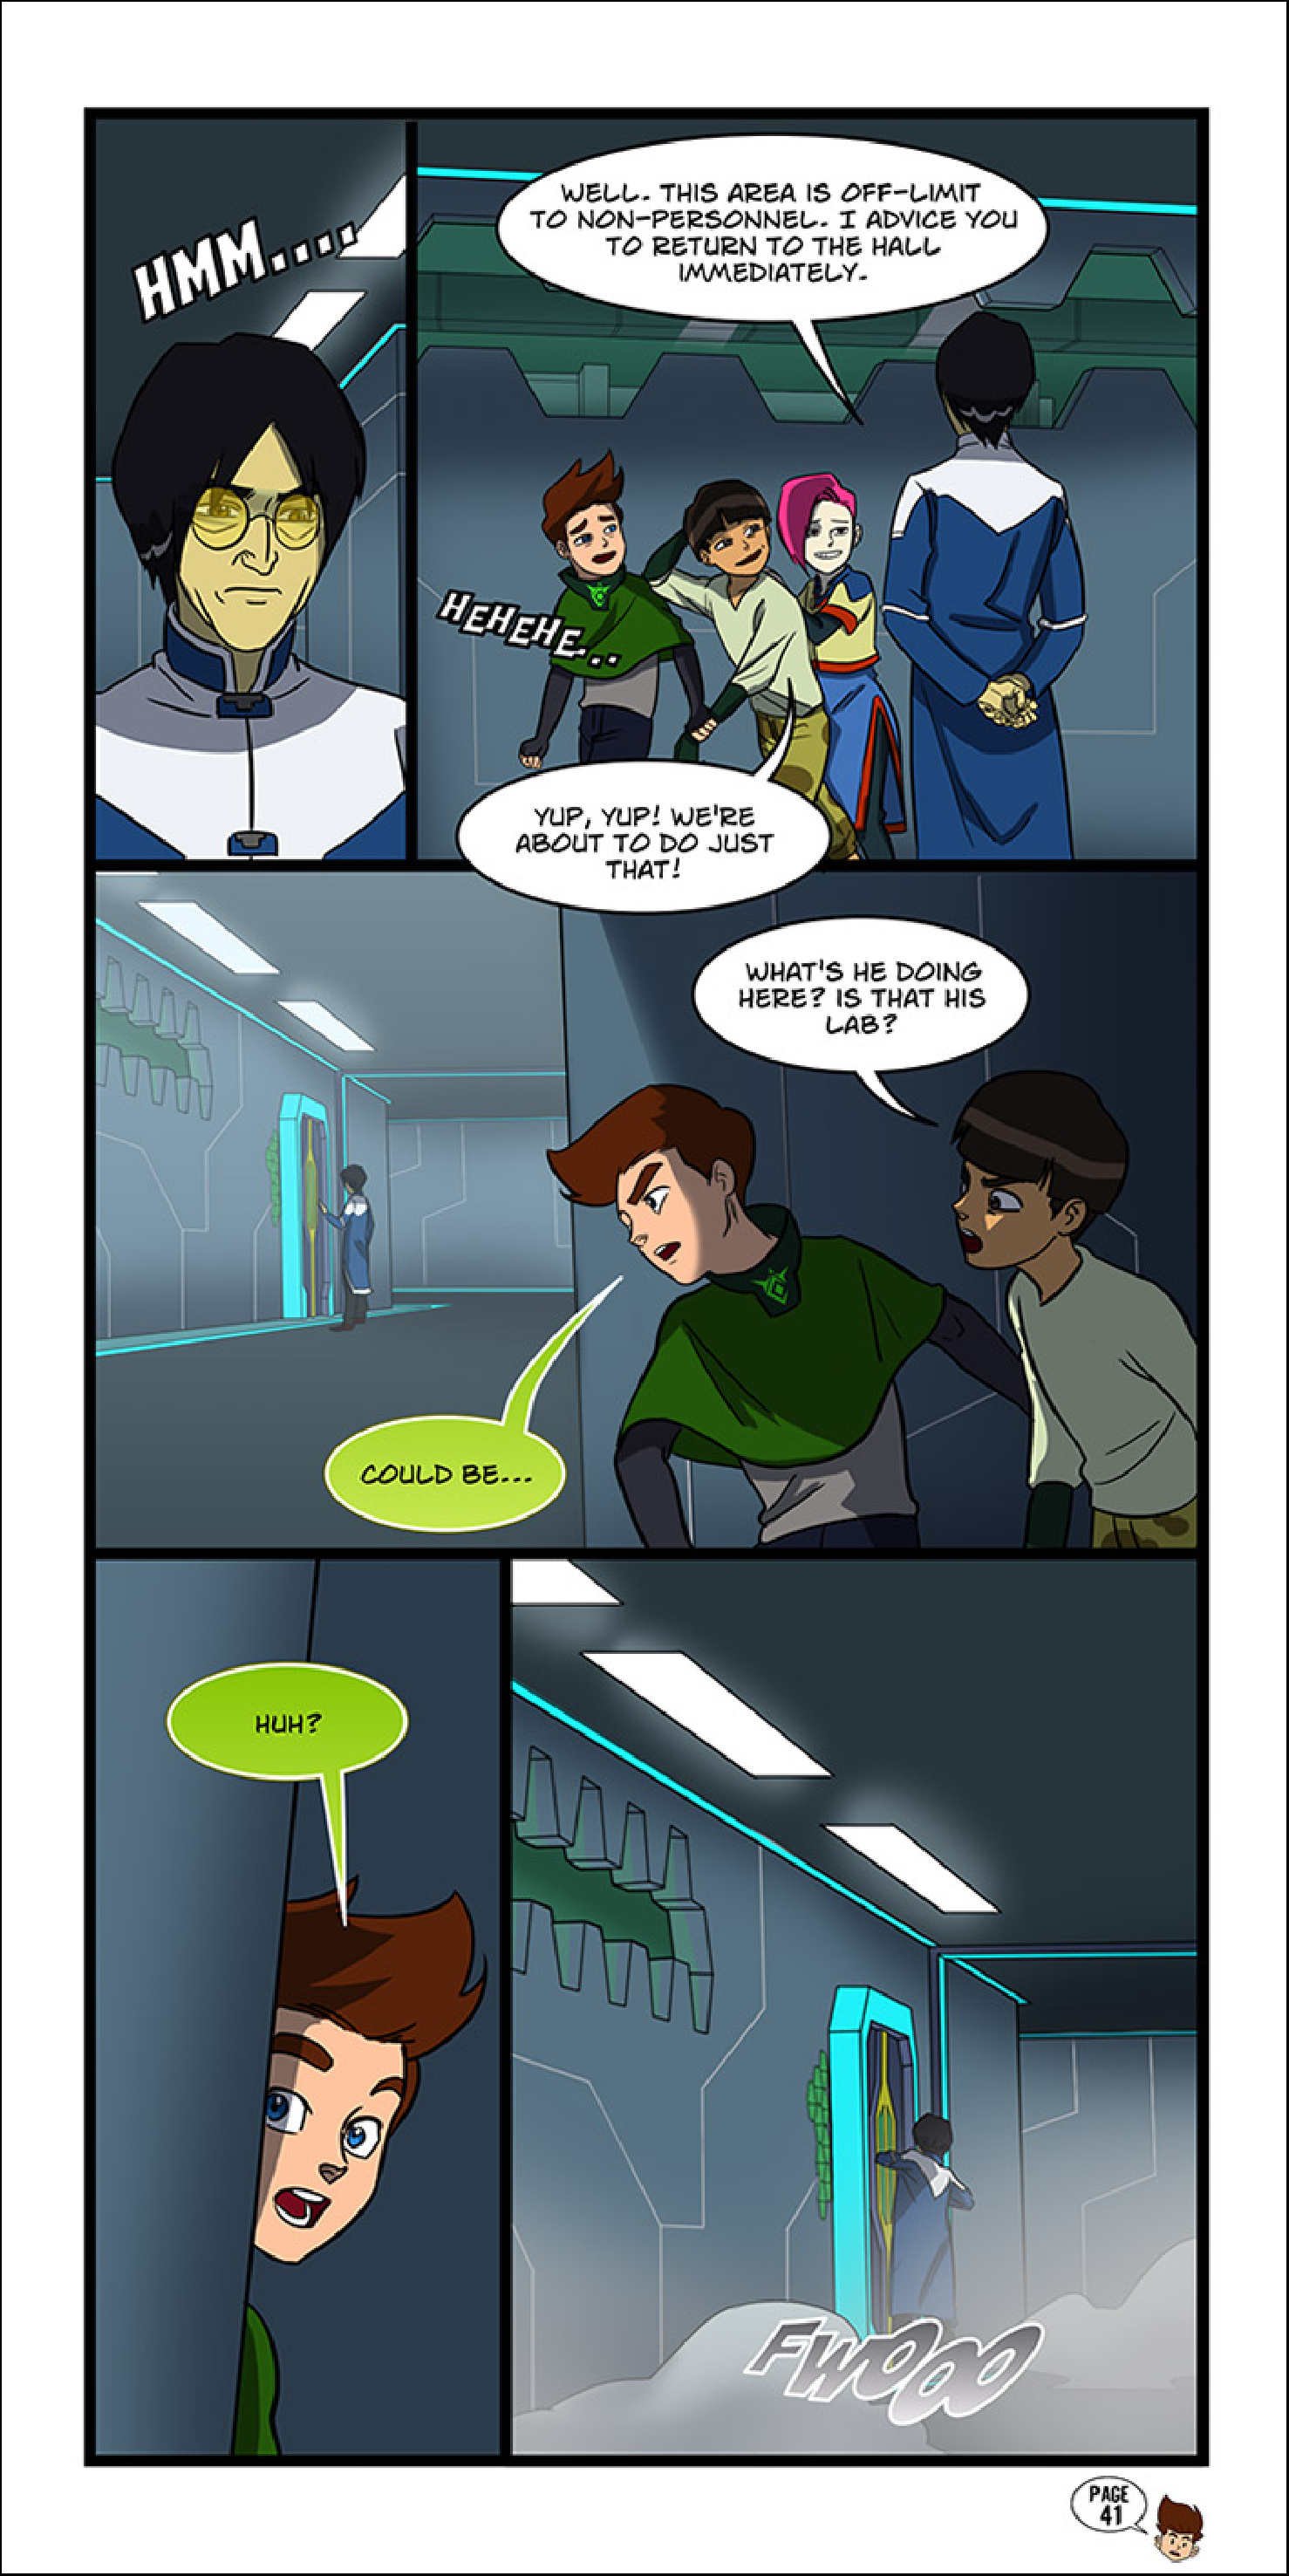 HMM....
WELL. THIS AREA IS OFF-LIMIT
TO NON-PERSONNEL. I ADVICE YOU
TO RETURN TO THE HALL
IMMEDIATELY.
HEHEHE..
YUP, YUP! WE'RE
ABOUT TO DO JUST
THAT!
WHAT'S HE DOING
HERE? IS THAT HIS
LAB?
COULD BE...
HUH?
FWOOO
PAGE
41